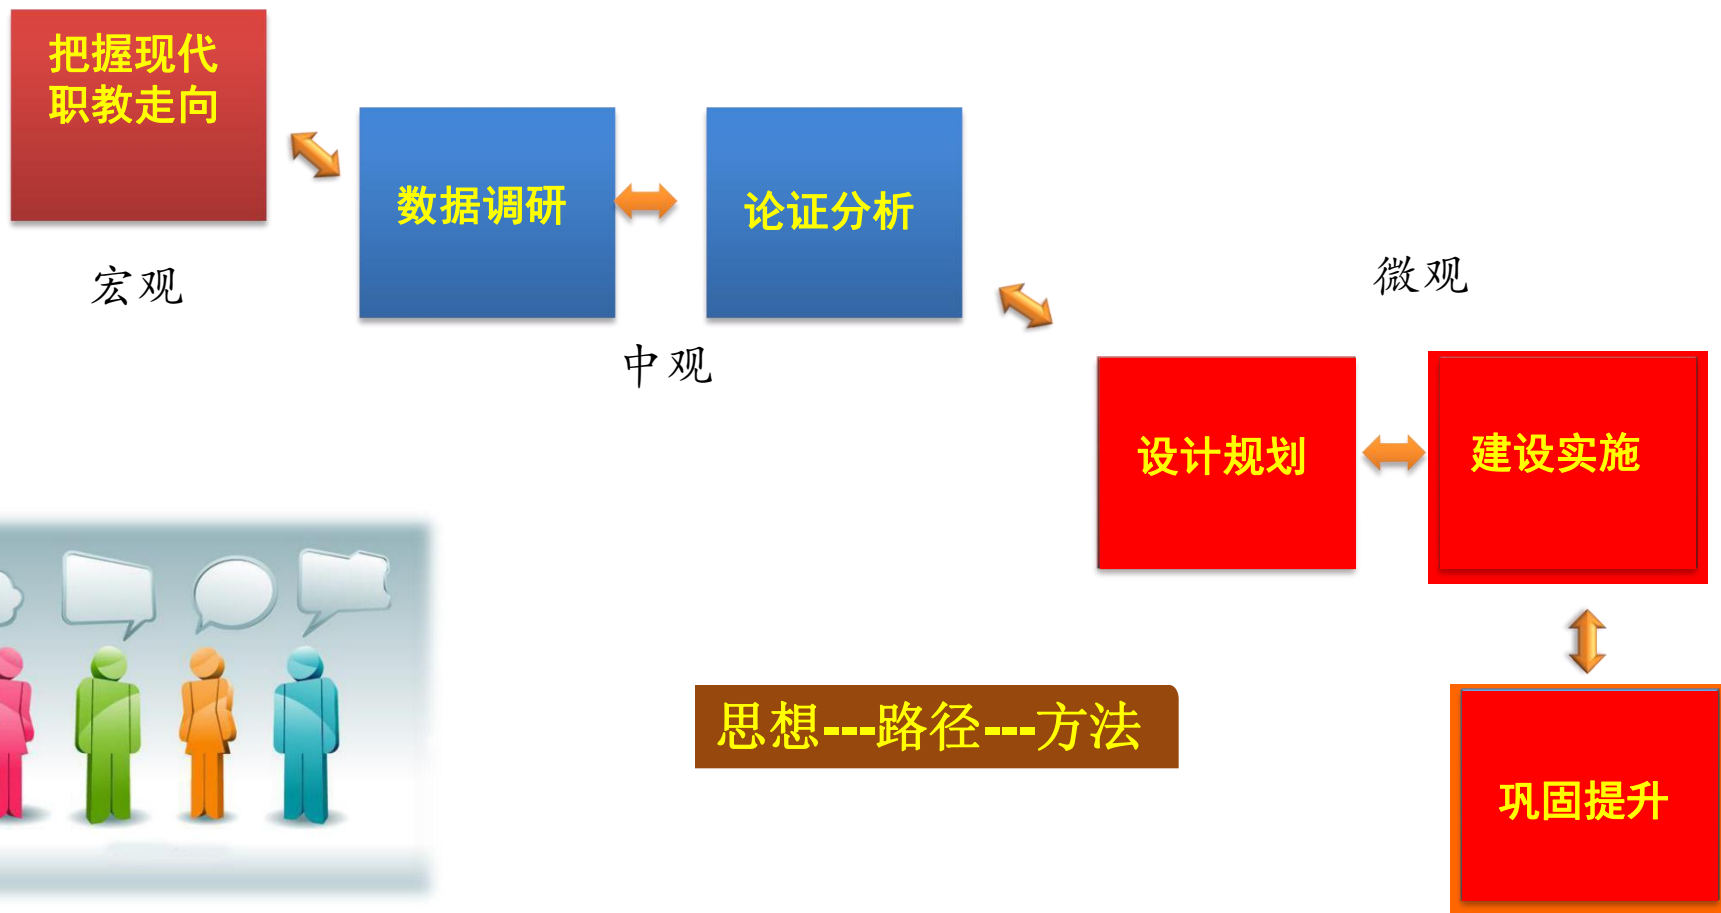 把握现代
职教走向
数据调研
论证分析
宏观
中观
微观
设计规划
建设实施
思想---路径---方法
巩固提升